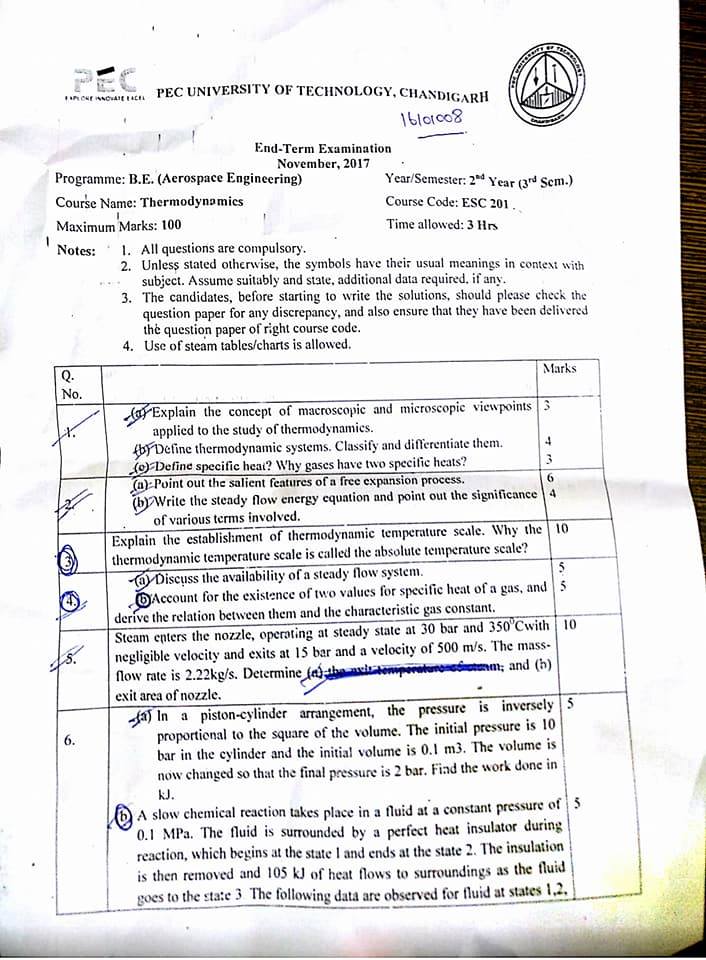 PEC
EXPLORE INNOVATE EXCEL
PEC UNIVERSITY OF TECHNOLOGY, CHANDIGARH
PEC UNIVERSITY OF TECHNOLOGY
CHANDIGARH
16101008
End-Term Examination
November, 2017
Programme: B.E. (Aerospace Engineering) Year/Semester: 2nd Year (3rd Sem.)
Course Name: Thermodynamics Course Code: ESC 201
Maximum Marks: 100 Time allowed: 3 Hrs
Notes: 1. All questions are compulsory.
2. Unless stated otherwise, the symbols have their usual meanings in context with
subject. Assume suitably and state, additional data required, if any.
3. The candidates, before starting to write the solutions, should please check the
question paper for any discrepancy, and also ensure that they have been delivered
the question paper of right course code.
4. Use of steam tables/charts is allowed.
Q. Marks
No.
1. (a) Explain the concept of macroscopic and microscopic viewpoints 3
applied to the study of thermodynamics.
(b) Define thermodynamic systems. Classify and differentiate them. 4
(c) Define specific heat? Why gases have two specific heats? 3
2. (a) Point out the salient features of a free expansion process. 6
(b) Write the steady flow energy equation and point out the significance 4
of various terms involved.
3. Explain the establishment of thermodynamic temperature scale. Why the 10
thermodynamic temperature scale is called the absolute temperature scale?
4. (a) Discuss the availability of a steady flow system. 5
(b) Account for the existence of two values for specific heat of a gas, and 5
derive the relation between them and the characteristic gas constant.
5. Steam enters the nozzle, operating at steady state at 30 bar and 350⁰C with 10
negligible velocity and exits at 15 bar and a velocity of 500 m/s. The mass-
flow rate is 2.22kg/s. Determine (a) the exit temperature of steam, and (b)
exit area of nozzle.
6. (a) In a piston-cylinder arrangement, the pressure is inversely 5
proportional to the square of the volume. The initial pressure is 10
bar in the cylinder and the initial volume is 0.1 m3. The volume is
now changed so that the final pressure is 2 bar. Find the work done in
kJ.
(b) A slow chemical reaction takes place in a fluid at a constant pressure of 5
0.1 MPa. The fluid is surrounded by a perfect heat insulator during
reaction, which begins at the state 1 and ends at the state 2. The insulation
is then removed and 105 kJ of heat flows to surroundings as the fluid
goes to the state 3 The following data are observed for fluid at states 1,2,